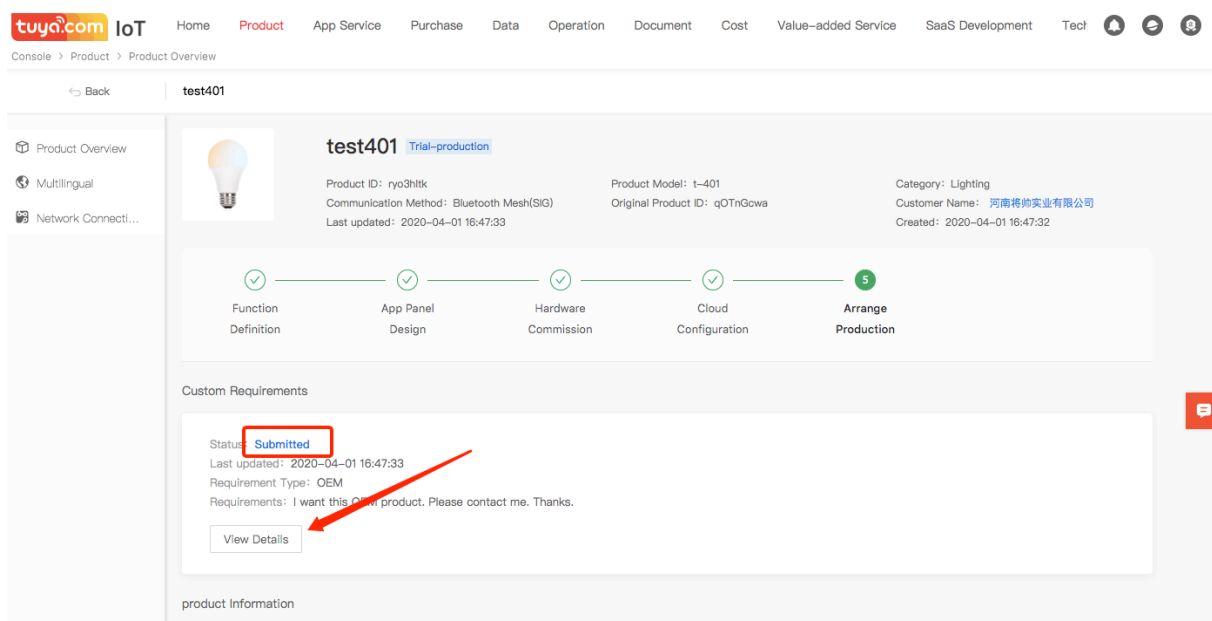 tuya.com IoT Home Product App Service Purchase Data Operation Document Cost Value-added Service SaaS Development Tech
Console > Product > Product Overview
Back test401
Product Overview
Multilingual
Network Connecti...
test401 Trial-production
Product ID: ryo3hltk Product Model: t-401 Category: Lighting
Communication Method: Bluetooth Mesh(SIG) Original Product ID: qOTnGcwa Customer Name: 河南将帅实业有限公司
Last updated: 2020-04-01 16:47:33 Created: 2020-04-01 16:47:32
5
Function App Panel Hardware Cloud Arrange
Definition Design Commission Configuration Production
Custom Requirements
Status: Submitted
Last updated: 2020-04-01 16:47:33
Requirement Type: OEM
Requirements: I want this OEM product. Please contact me. Thanks.
View Details
product Information